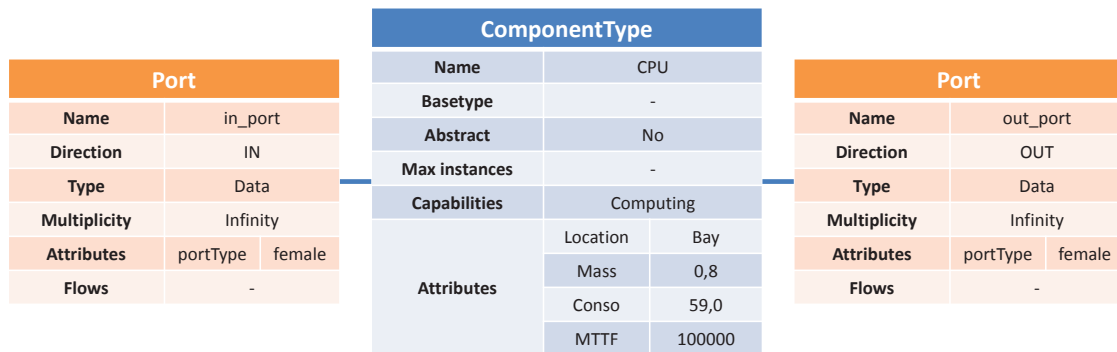 Port
Name in_port
Direction IN
Type Data
Multiplicity Infinity
Attributes portType female
Flows -
ComponentType
Name CPU
Basetype -
Abstract No
Max instances -
Capabilities Computing
Attributes
Location Bay
Mass 0,8
Conso 59,0
MTTF 100000
Port
Name out_port
Direction OUT
Type Data
Multiplicity Infinity
Attributes portType female
Flows -